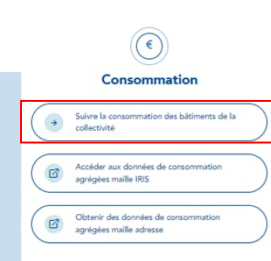 €
Consommation
Suivre la consommation des bâtiments de la
collectivité
Accéder aux données de consommation
agrégées maille IRIS
Obtenir des données de consommation
agrégées maille adresse